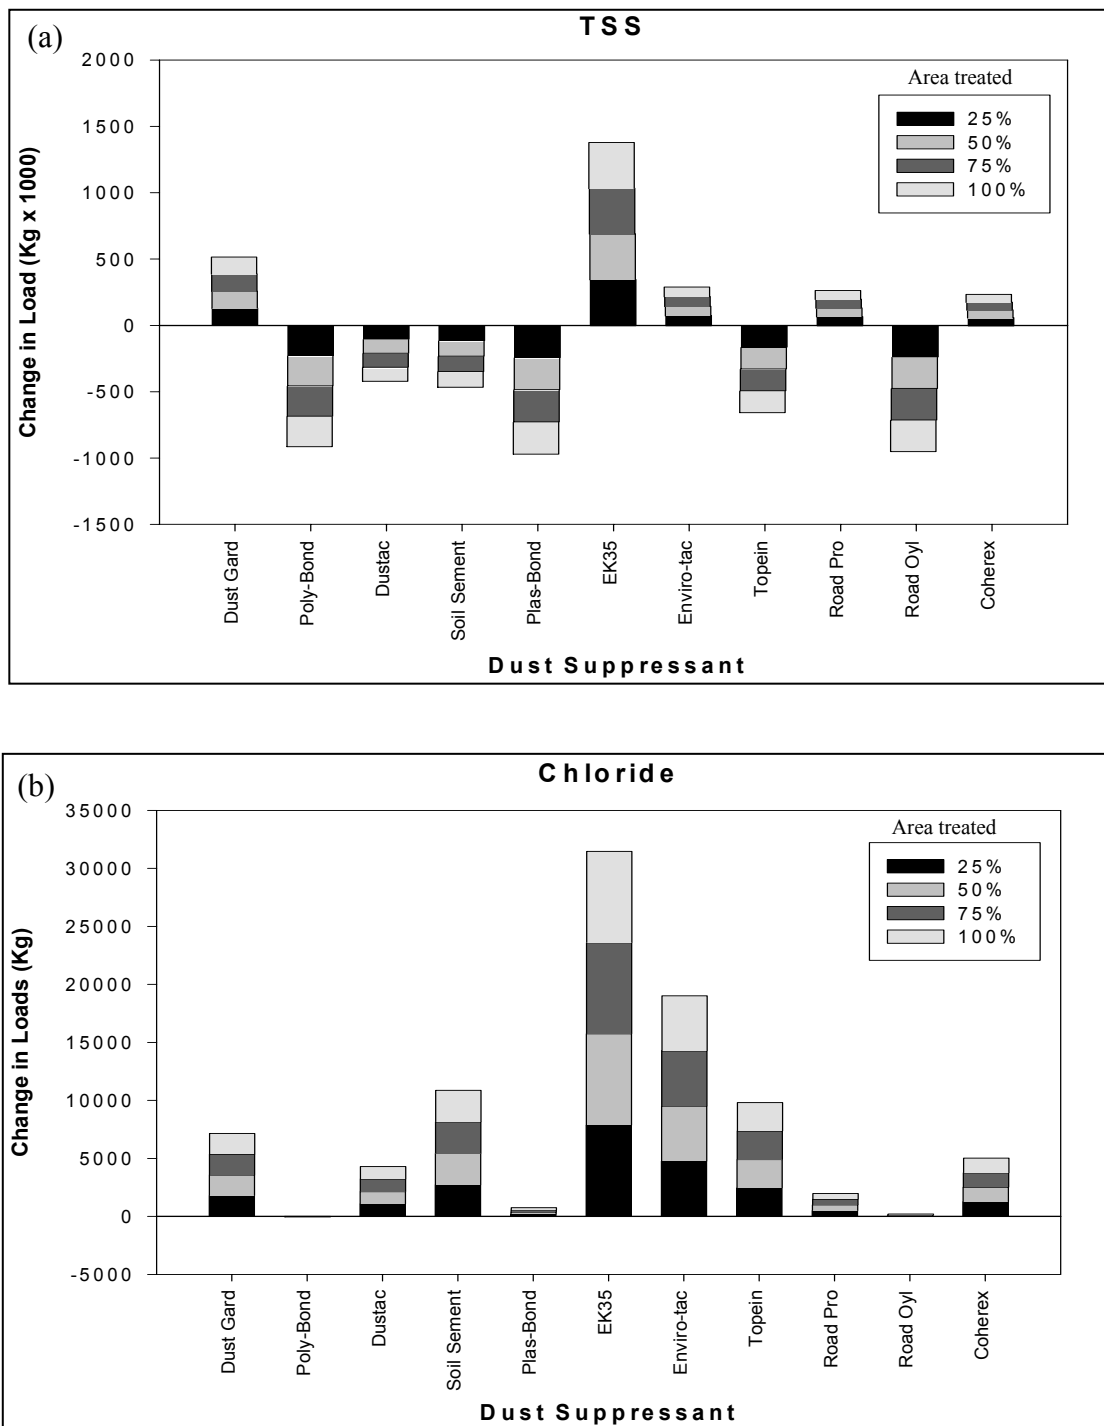 (a)
TSS
Change in Load (Kg x 1000)
2000
1500
1000
500
0
-500
-1000
-1500
Area treated
25%
50%
75%
100%
Dust Gard
Poly-Bond
Dustac
Soil Sement
Plas-Bond
EK35
Enviro-tac
Topein
Road Pro
Road Oyl
Coherex
Dust Suppressant
(b)
Chloride
Change in Loads (Kg)
35000
30000
25000
20000
15000
10000
5000
0
-5000
Area treated
25%
50%
75%
100%
Dust Gard
Poly-Bond
Dustac
Soil Sement
Plas-Bond
EK35
Enviro-tac
Topein
Road Pro
Road Oyl
Coherex
Dust Suppressant